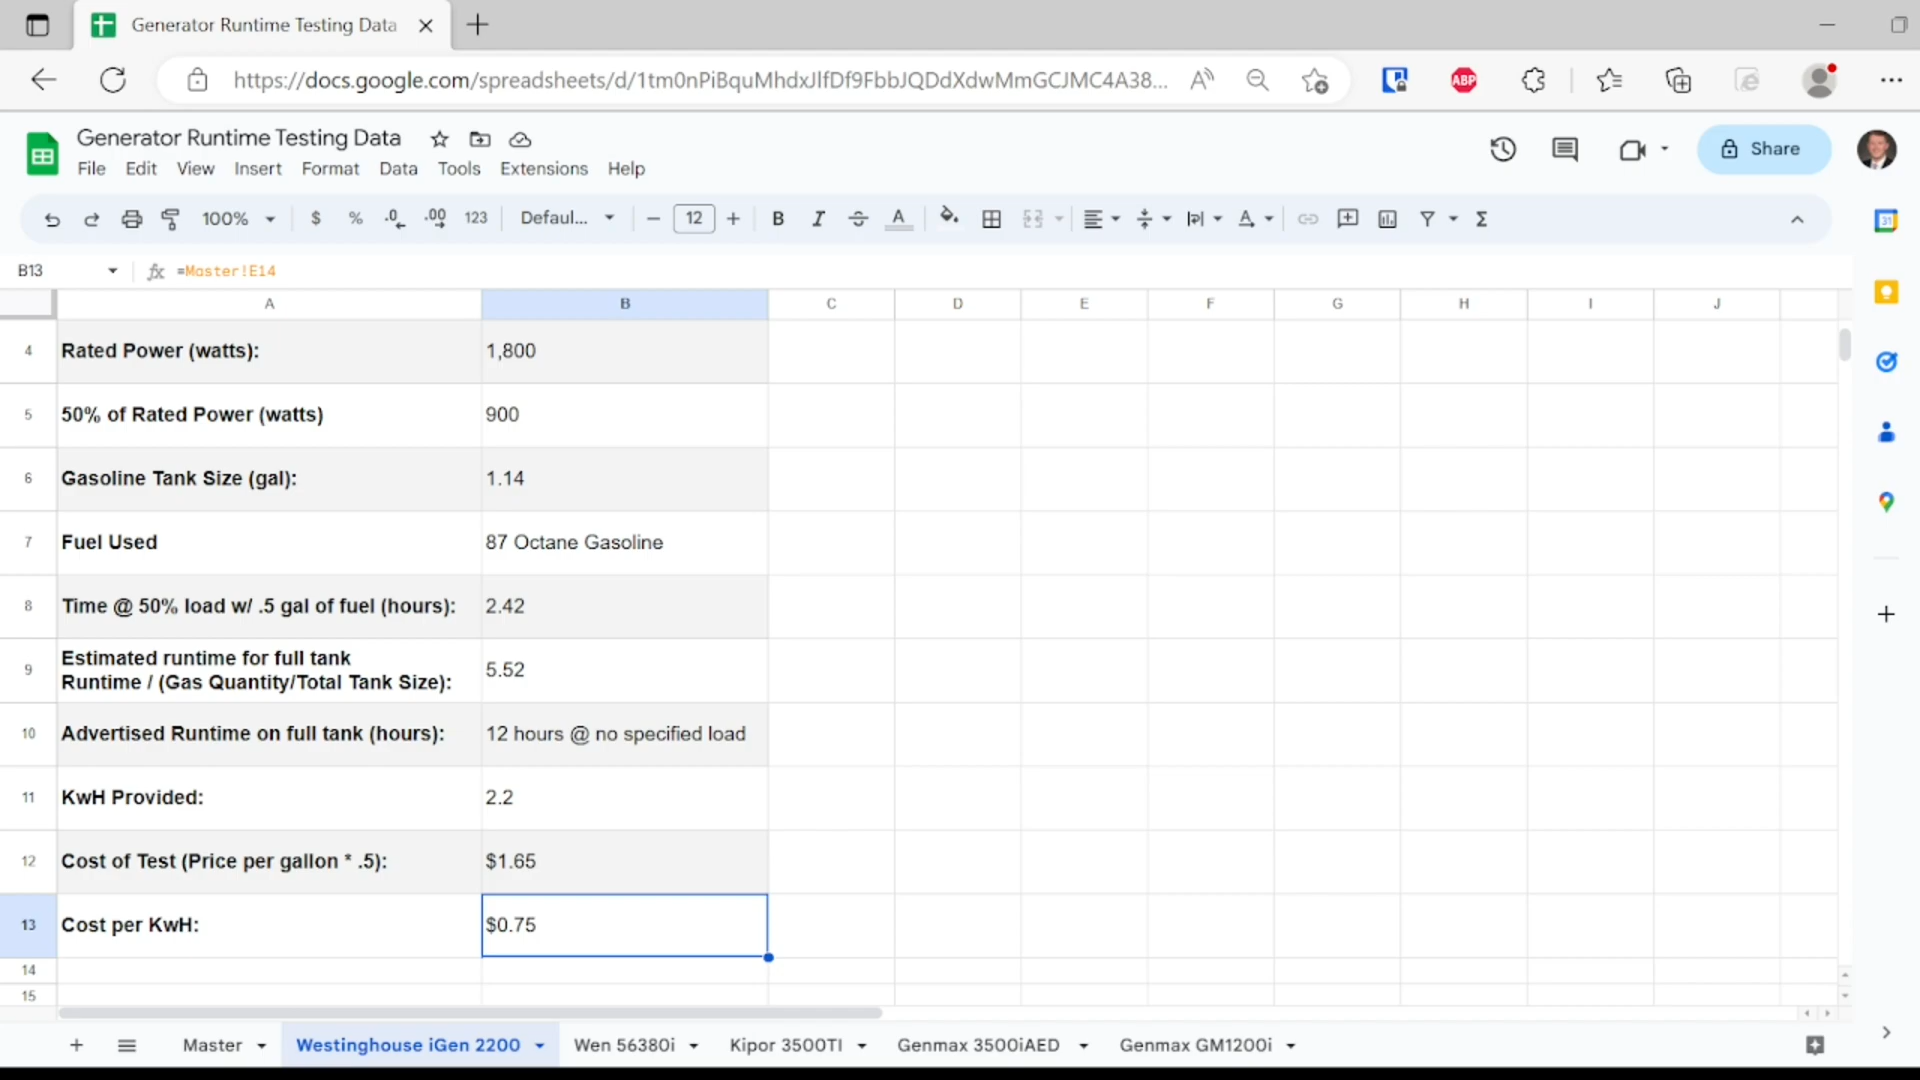 Generator Runtime Testing Data
https://docs.google.com/spreadsheets/d/1tm0nPiBquMhdxJlfDf9FbbJQDdXdwMmGCJMC4A38...
ABP
Generator Runtime Testing Data
File Edit View Insert Format Data Tools Extensions Help
Share
100% $ % .0 .00 123 Defaul... 12 B I A
31
B13 fx =Master!E14
A B C D E F G H I J
4 Rated Power (watts): 1,800
5 50% of Rated Power (watts) 900
6 Gasoline Tank Size (gal): 1.14
7 Fuel Used 87 Octane Gasoline
8 Time @ 50% load w/ .5 gal of fuel (hours): 2.42
9 Estimated runtime for full tank
Runtime / (Gas Quantity/Total Tank Size): 5.52
10 Advertised Runtime on full tank (hours): 12 hours @ no specified load
11 KwH Provided: 2.2
12 Cost of Test (Price per gallon * .5): $1.65
13 Cost per KwH: $0.75
14
15
Master Westinghouse iGen 2200 Wen 56380i Kipor 3500TI Genmax 3500iAED Genmax GM1200i